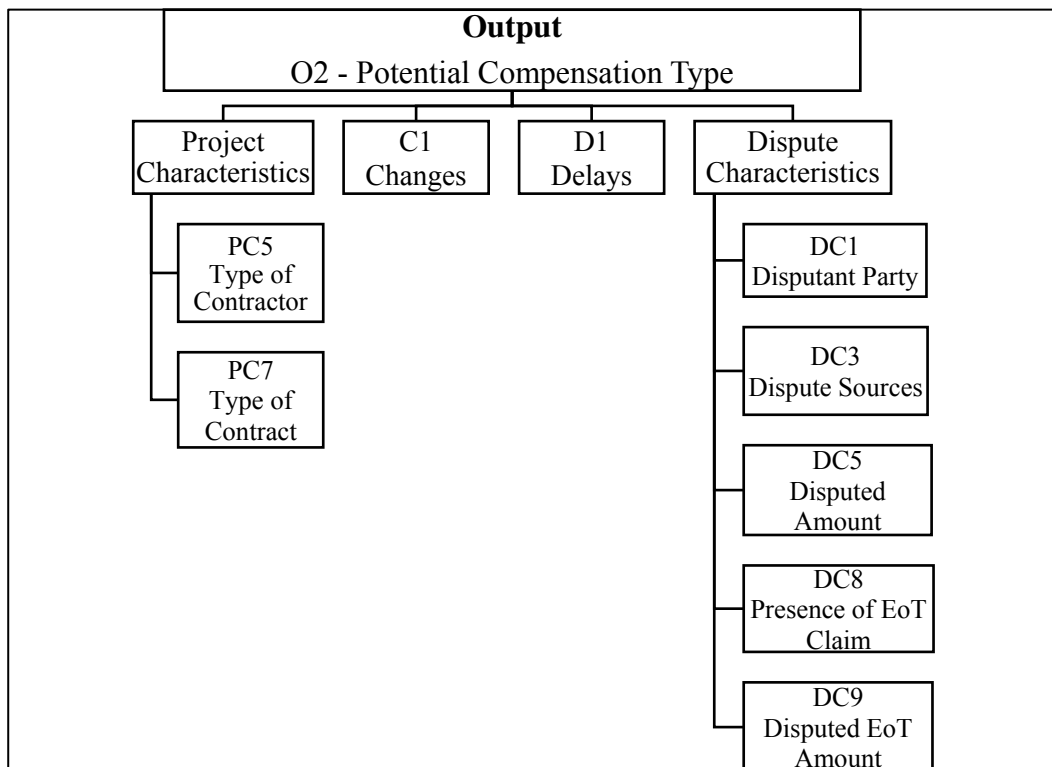 Output
O2 - Potential Compensation Type
Project
Characteristics
C1
Changes
D1
Delays
Dispute
Characteristics
PC5
Type of
Contractor
PC7
Type of
Contract
DC1
Disputant Party
DC3
Dispute Sources
DC5
Disputed
Amount
DC8
Presence of EoT
Claim
DC9
Disputed EoT
Amount